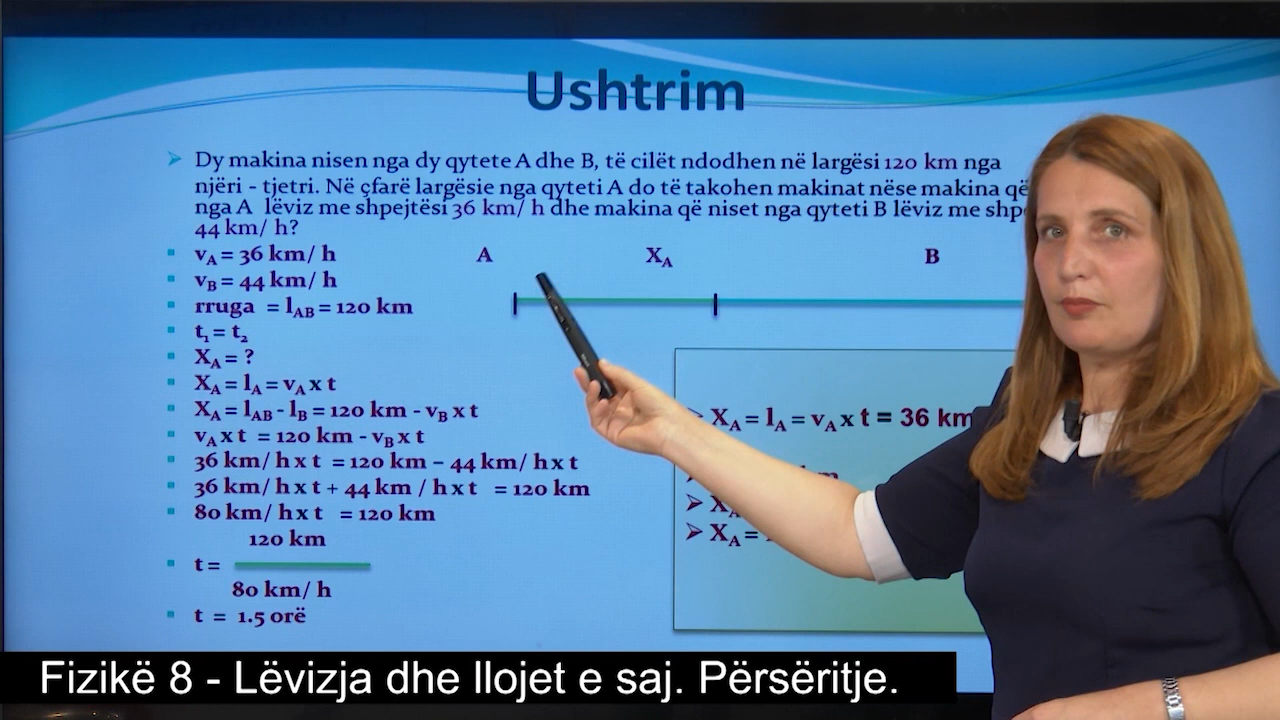 Ushtrim
Dy makina nisen nga dy qytete A dhe B, të cilët ndodhen në largësi 120 km nga
njëri - tjetri. Në çfarë largësie nga qyteti A do të takohen makinat nëse makina që
nga A lëviz me shpejtësi 36 km/ h dhe makina që niset nga qyteti B lëviz me
44 km/ h?
vA = 36 km/ h
A XA B
vB = 44 km/ h
rruga = lAB = 120 km
t1 = t2
XA = ?
XA = lA = vA x t
XA = lAB - lB = 120 km - vB x t
vA x t = 120 km - vB x t
36 km/ h x t = 120 km – 44 km/ h x t
36 km/ h x t + 44 km / h x t = 120 km
80 km/ h x t = 120 km
120 km
t =
80 km/ h
t = 1.5 orë
XA = lA = vA x t = 36 km
XA =
Fizikë 8 - Lëvizja dhe llojet e saj. Përsëritje.